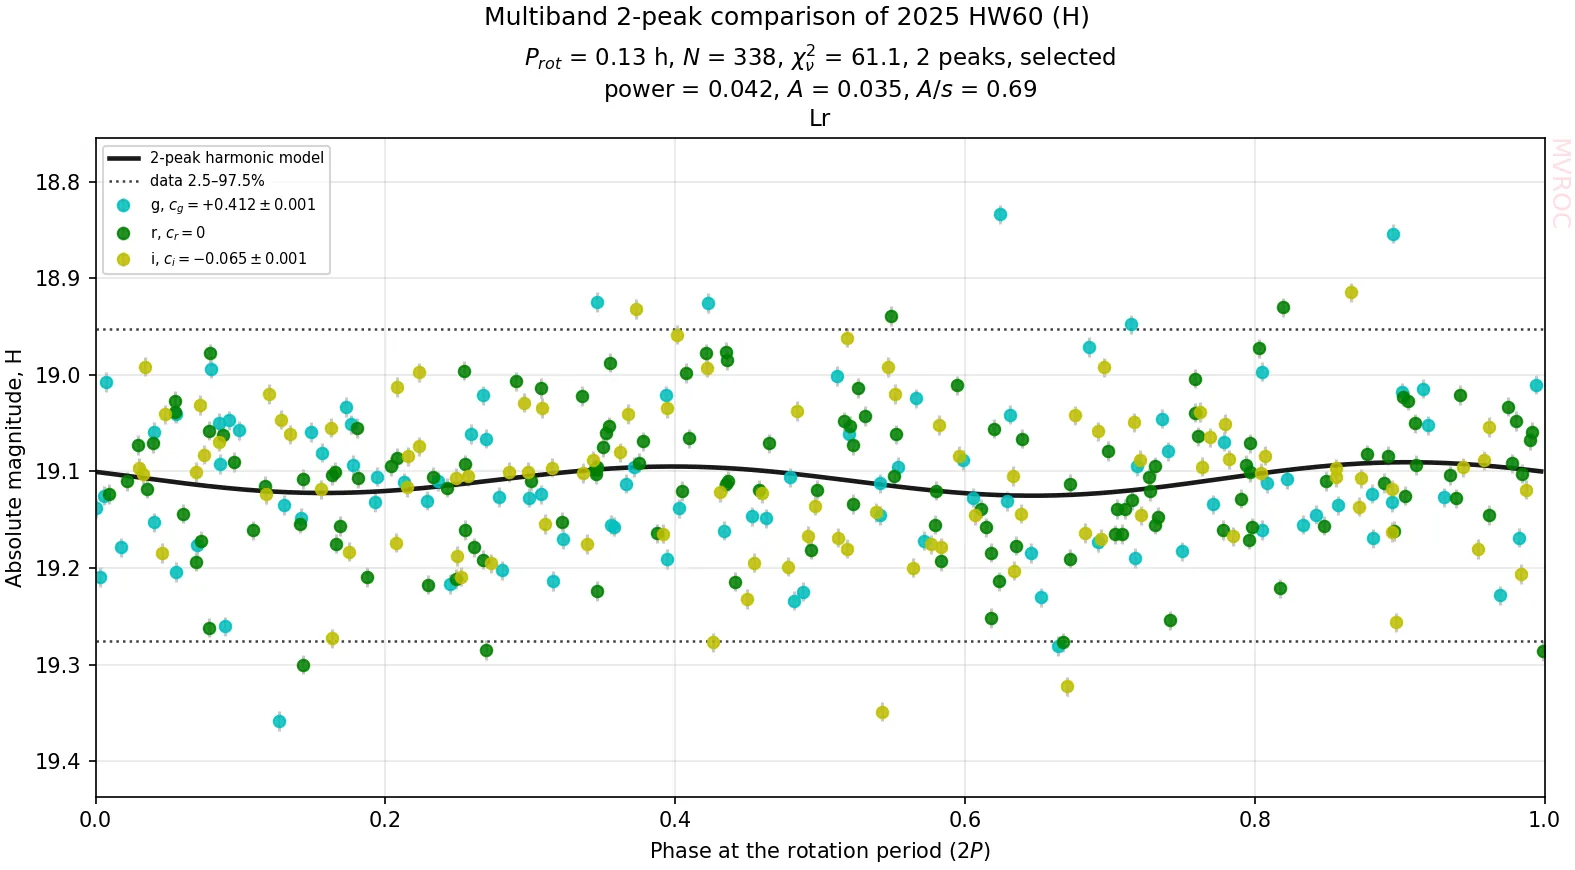 Multiband 2-peak comparison of 2025 HW60 (H)
P_rot = 0.13 h, N = 338, χ²_ν = 61.1, 2 peaks, selected
power = 0.042, A = 0.035, A/s = 0.69
Lr
2-peak harmonic model
data 2.5–97.5%
g, c_g = +0.412 ± 0.001
r, c_r = 0
i, c_i = −0.065 ± 0.001
MVROC
Absolute magnitude, H
18.8
18.9
19.0
19.1
19.2
19.3
19.4
0.0 0.2 0.4 0.6 0.8 1.0
Phase at the rotation period (2P)